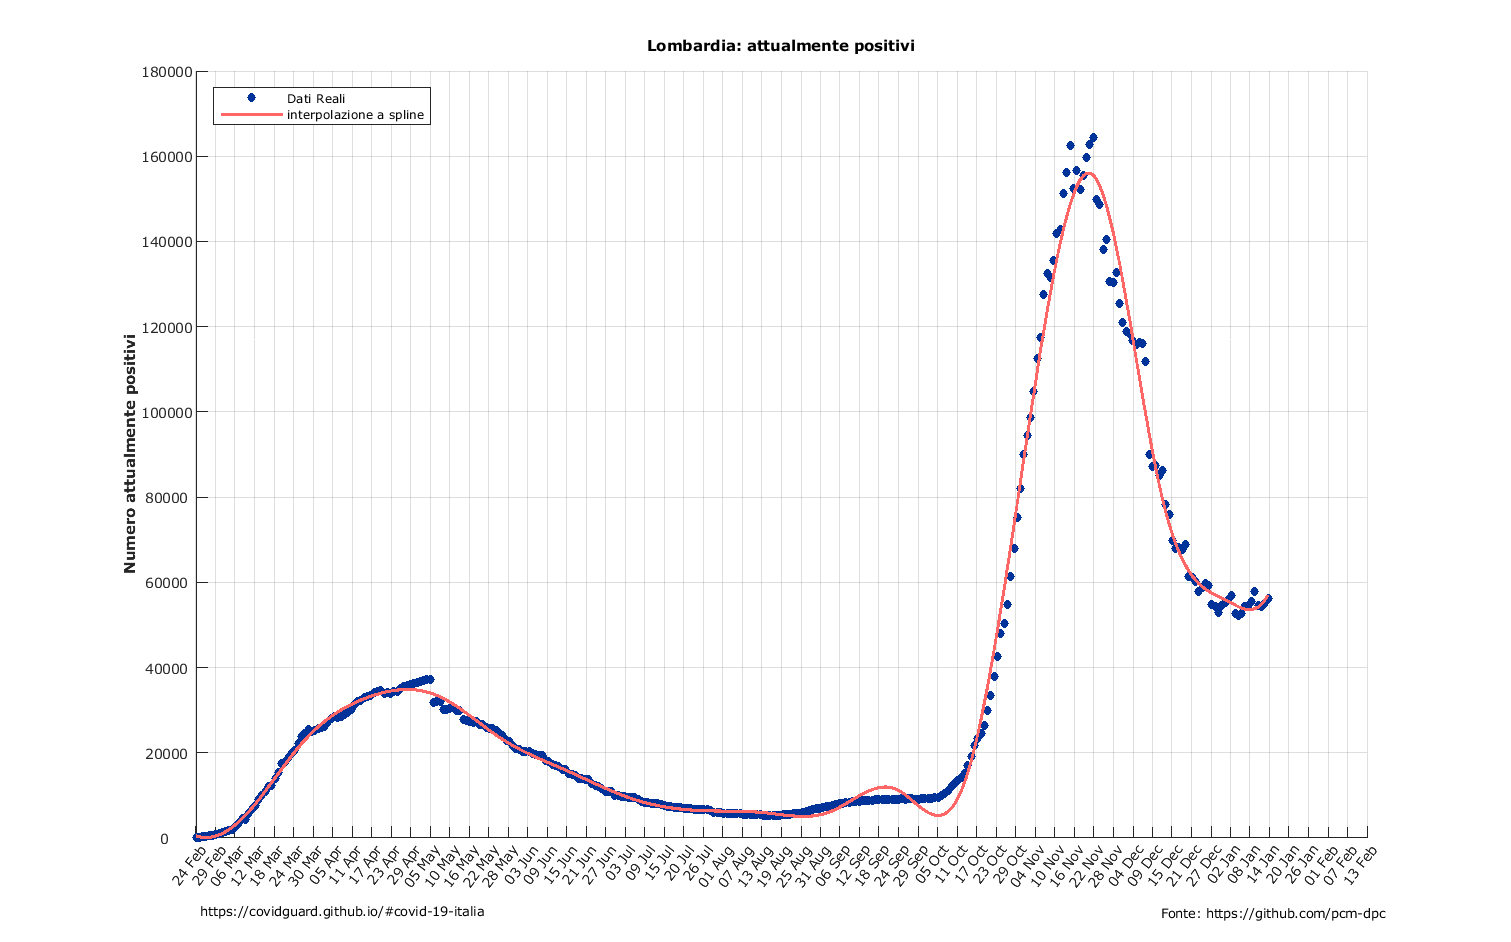 Lombardia: attualmente positivi
Dati Reali
interpolazione a spline
Numero attualmente positivi
180000
160000
140000
120000
100000
80000
60000
40000
20000
0
24 Feb
29 Feb
06 Mar
12 Mar
18 Mar
24 Mar
30 Mar
05 Apr
11 Apr
17 Apr
23 Apr
29 Apr
05 May
10 May
16 May
22 May
28 May
03 Jun
09 Jun
15 Jun
21 Jun
27 Jun
03 Jul
09 Jul
15 Jul
20 Jul
26 Jul
01 Aug
07 Aug
13 Aug
19 Aug
25 Aug
31 Aug
06 Sep
12 Sep
18 Sep
24 Sep
29 Sep
05 Oct
11 Oct
17 Oct
23 Oct
29 Oct
04 Nov
10 Nov
16 Nov
22 Nov
28 Nov
04 Dec
09 Dec
15 Dec
21 Dec
27 Dec
02 Jan
08 Jan
14 Jan
20 Jan
26 Jan
01 Feb
07 Feb
13 Feb
https://covidguard.github.io/#covid-19-italia
Fonte: https://github.com/pcm-dpc